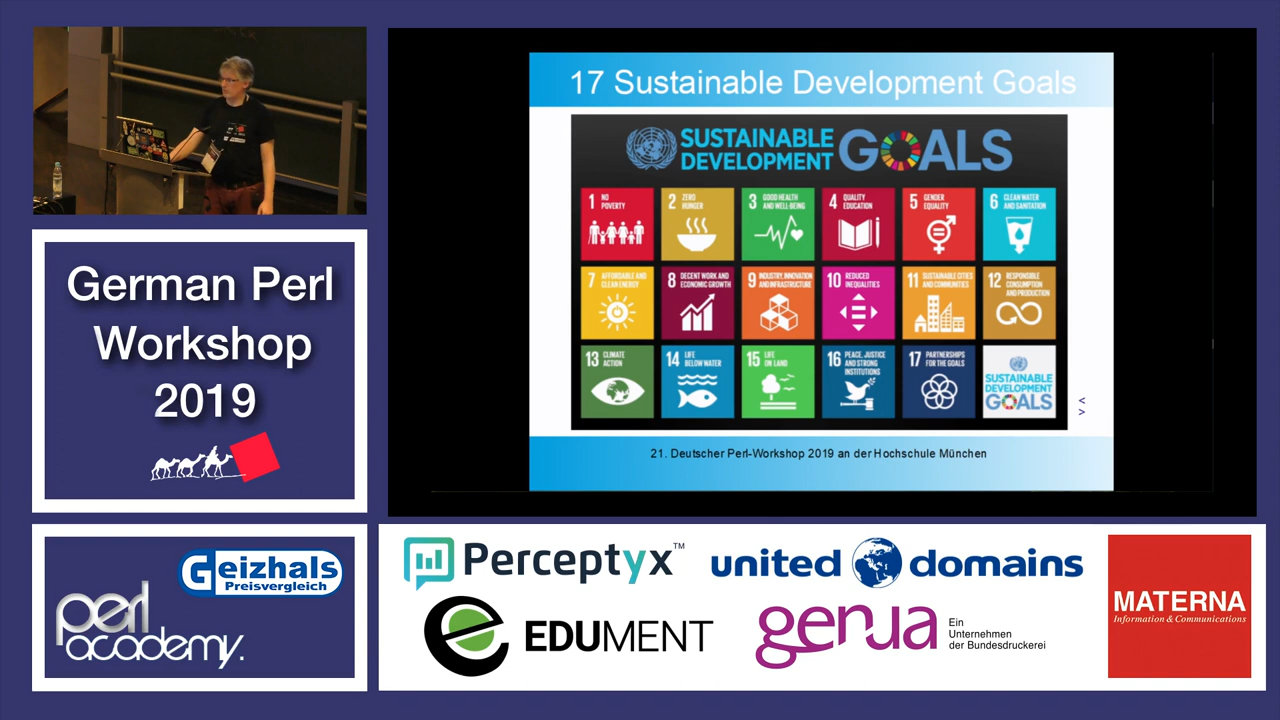 17 Sustainable Development Goals
SUSTAINABLE
DEVELOPMENT
GOALS
1 NO
POVERTY
2 ZERO
HUNGER
3 GOOD HEALTH
AND WELL-BEING
4 QUALITY
EDUCATION
5 GENDER
EQUALITY
6 CLEAN WATER
AND SANITATION
7 AFFORDABLE AND
CLEAN ENERGY
8 DECENT WORK AND
ECONOMIC GROWTH
9 INDUSTRY, INNOVATION
AND INFRASTRUCTURE
10 REDUCED
INEQUALITIES
11 SUSTAINABLE CITIES
AND COMMUNITIES
12 RESPONSIBLE
CONSUMPTION
AND PRODUCTION
13 CLIMATE
ACTION
14 LIFE
BELOW WATER
15 LIFE
ON LAND
16 PEACE, JUSTICE
AND STRONG
INSTITUTIONS
17 PARTNERSHIPS
FOR THE GOALS
SUSTAINABLE
DEVELOPMENT
GOALS
<
>
21. Deutscher Perl-Workshop 2019 an der Hochschule München
German Perl
Workshop
2019
Geizhals
Preisvergleich
perl
academy.
Perceptyx™
united domains
EDUMENT
genua
Ein
Unternehmen
der Bundesdruckerei
MATERNA
Information & Communications